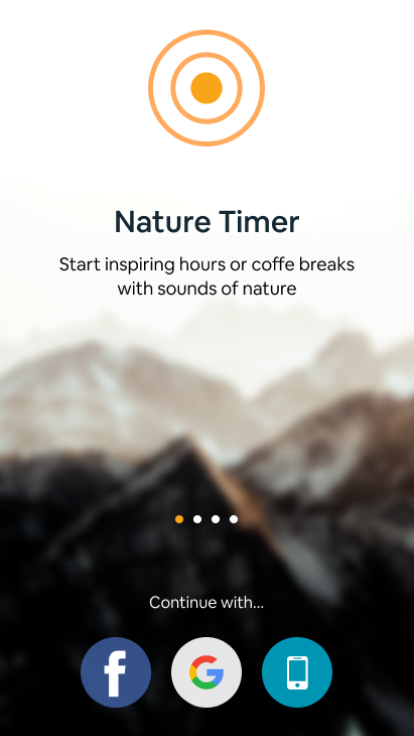 Nature Timer
Start inspiring hours or coffe breaks
with sounds of nature
Continue with...
f G